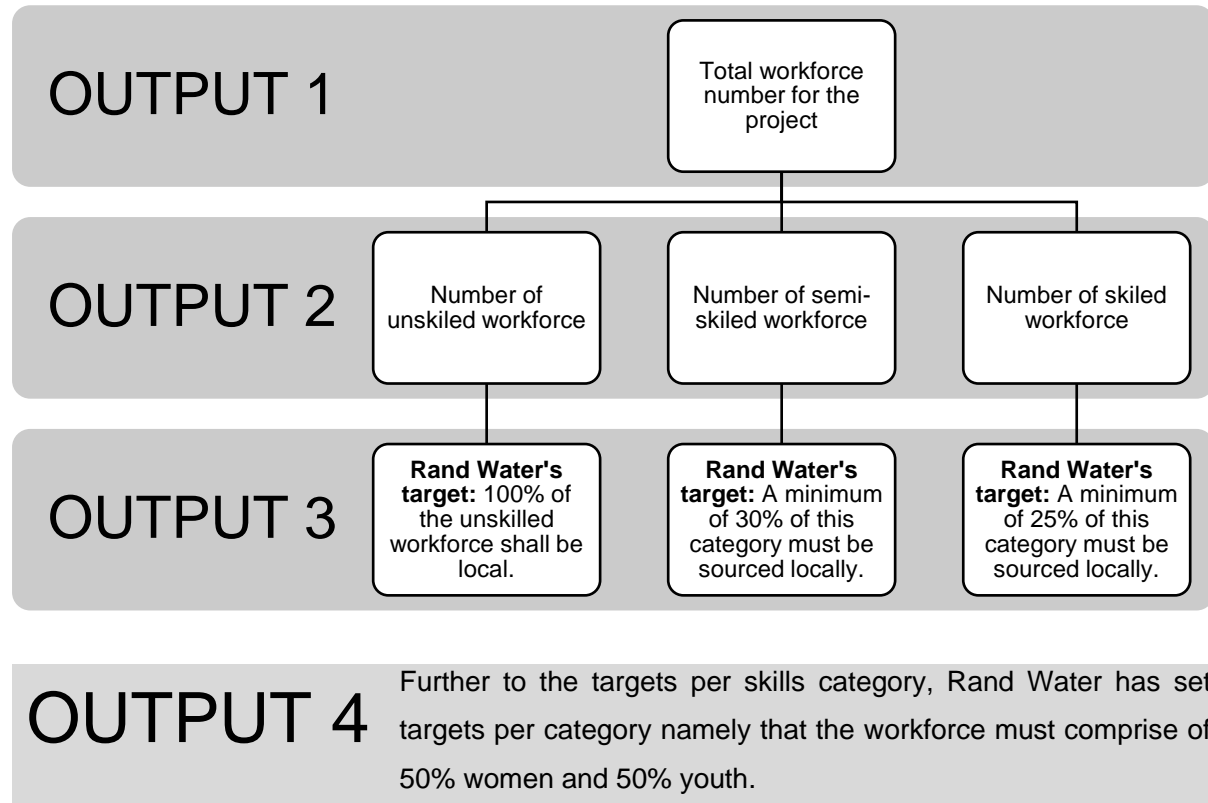 OUTPUT 1
Total workforce
number for the
project
OUTPUT 2
Number of
unskiled workforce
Number of semi-
skiled workforce
Number of skiled
workforce
OUTPUT 3
Rand Water's
target: 100% of
the unskilled
workforce shall be
local.
Rand Water's
target: A minimum
of 30% of this
category must be
sourced locally.
Rand Water's
target: A minimum
of 25% of this
category must be
sourced locally.
OUTPUT 4
Further to the targets per skills category, Rand Water has set
targets per category namely that the workforce must comprise of
50% women and 50% youth.